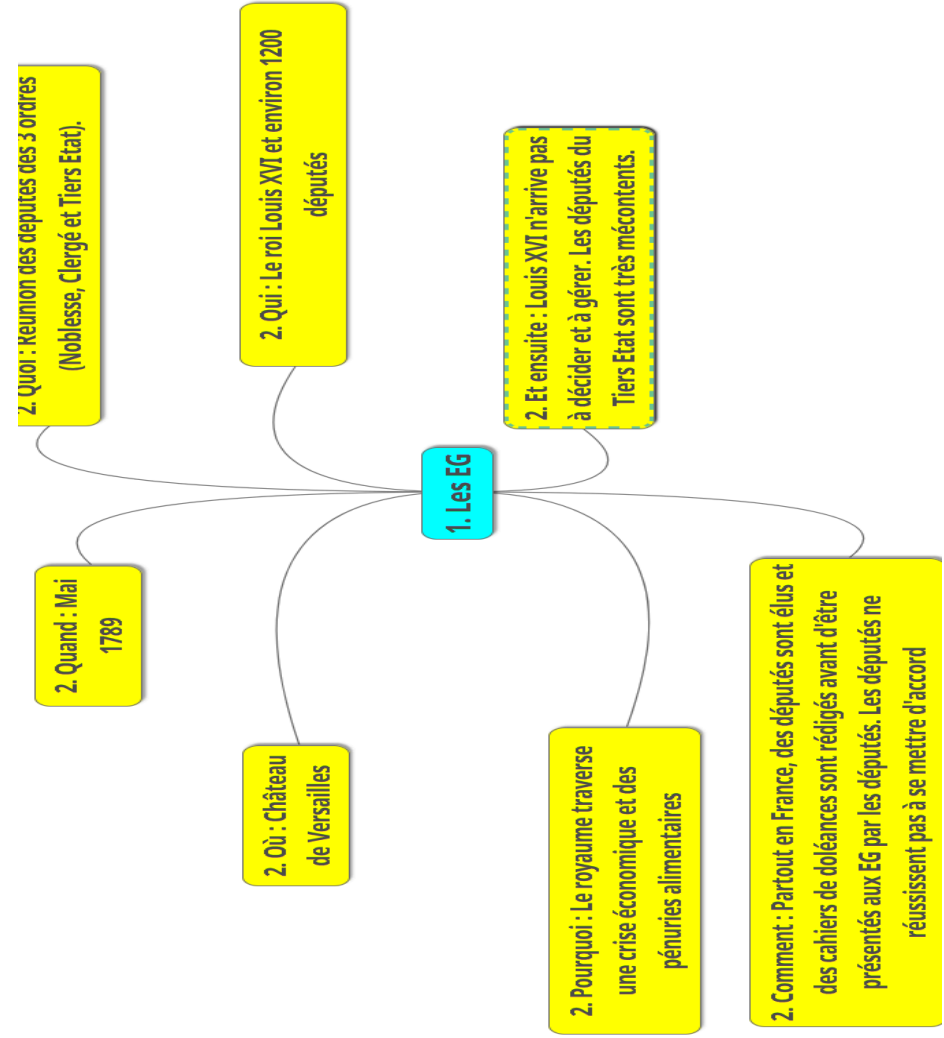 1. Les EG
2. Quoi : Réunion des députés des 3 ordres
(Noblesse, Clergé et Tiers Etat).
2. Qui : Le roi Louis XVI et environ 1200
députés
2. Et ensuite : Louis XVI n'arrive pas
à décider et à gérer. Les députés du
Tiers Etat sont très mécontents.
2. Quand : Mai
1789
2. Où : Château
de Versailles
2. Pourquoi : Le royaume traverse
une crise économique et des
pénuries alimentaires
2. Comment : Partout en France, des députés sont élus et
des cahiers de doléances sont rédigés avant d'être
présentés aux EG par les députés. Les députés ne
réussissent pas à se mettre d'accord